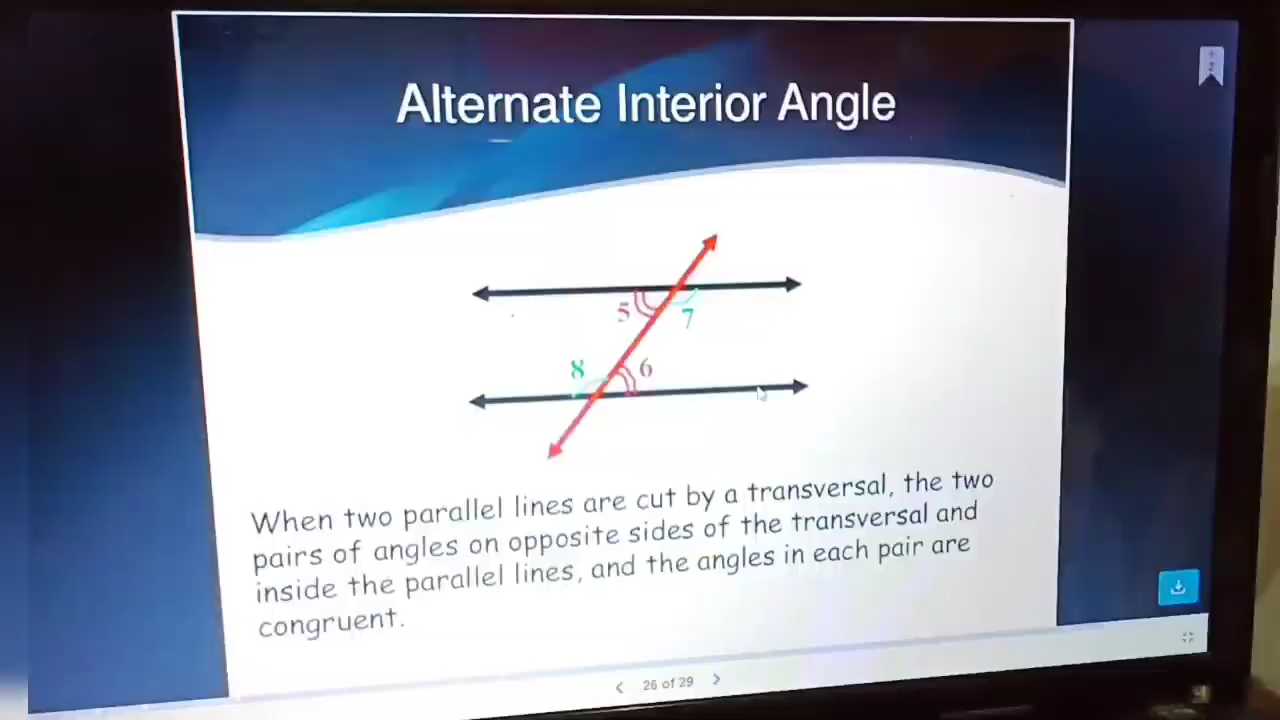 Alternate Interior Angle
5
7
8
6
When two parallel lines are cut by a transversal, the two
pairs of angles on opposite sides of the transversal and
inside the parallel lines, and the angles in each pair are
congruent.
26 of 29